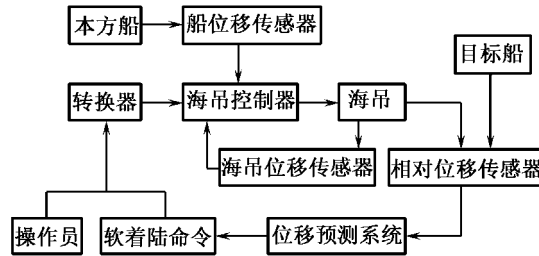 本方船
船位移传感器
目标船
转换器
海吊控制器
海吊
海吊位移传感器
相对位移传感器
操作员
软着陆命令
位移预测系统